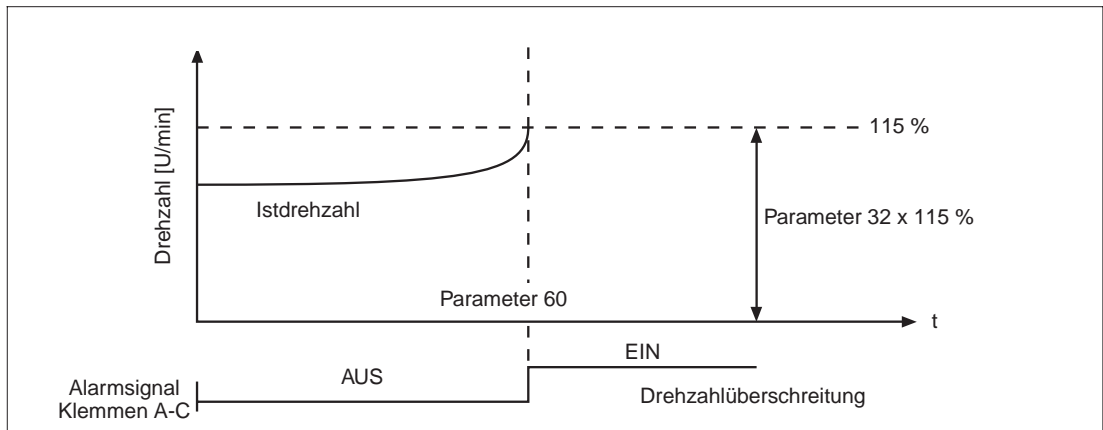 Drehzahl [U/min]
115 %
Istdrehzahl
Parameter 32 x 115 %
Parameter 60
t
EIN
AUS
Alarmsignal
Klemmen A-C
Drehzahlüberschreitung